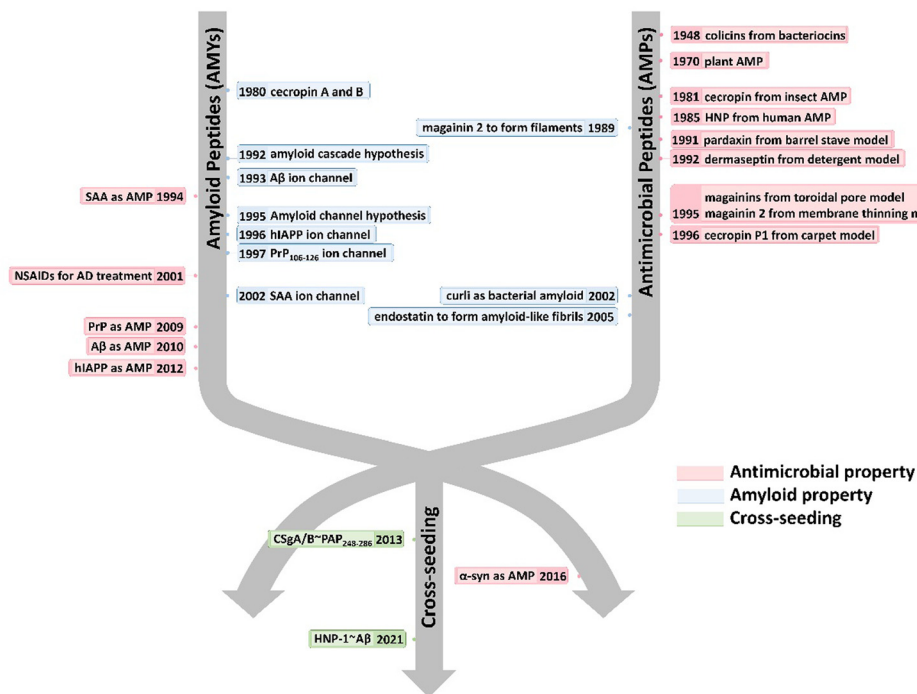 Amyloid Peptides (AMYs)
1980 cecropin A and B
1992 amyloid cascade hypothesis
1993 Aβ ion channel
SAA as AMP 1994
1995 Amyloid channel hypothesis
1996 hIAPP ion channel
1997 PrP106-126 ion channel
NSAIDs for AD treatment 2001
2002 SAA ion channel
PrP as AMP 2009
Aβ as AMP 2010
hIAPP as AMP 2012
Antimicrobial Peptides (AMPs)
1948 colicins from bacteriocins
1970 plant AMP
1981 cecropin from insect AMP
1985 HNP from human AMP
magainin 2 to form filaments 1989
1991 pardaxin from barrel stave model
1992 dermaseptin from detergent model
magainins from toroidal pore model
1995 magainin 2 from membrane thinning
1996 cecropin P1 from carpet model
curli as bacterial amyloid 2002
endostatin to form amyloid-like fibrils 2005
Antimicrobial property
Amyloid property
Cross-seeding
Cross-seeding
CSgA/B~PAP248-286 2013
α-syn as AMP 2016
HNP-1~Aβ 2021